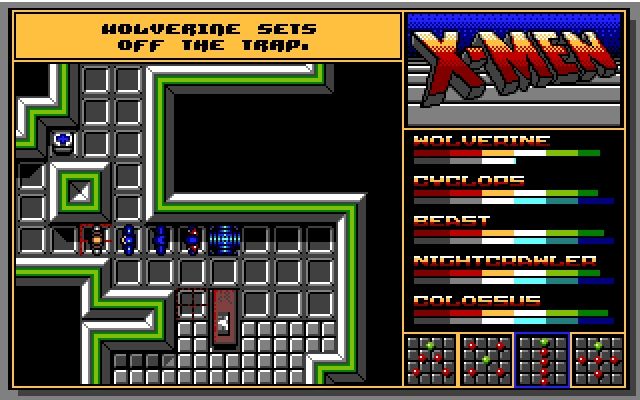 WOLVERINE SETS
OFF THE TRAP.
X-MEN
WOLVERINE
CYCLOPS
BEAST
NIGHTCRAWLER
COLOSSUS